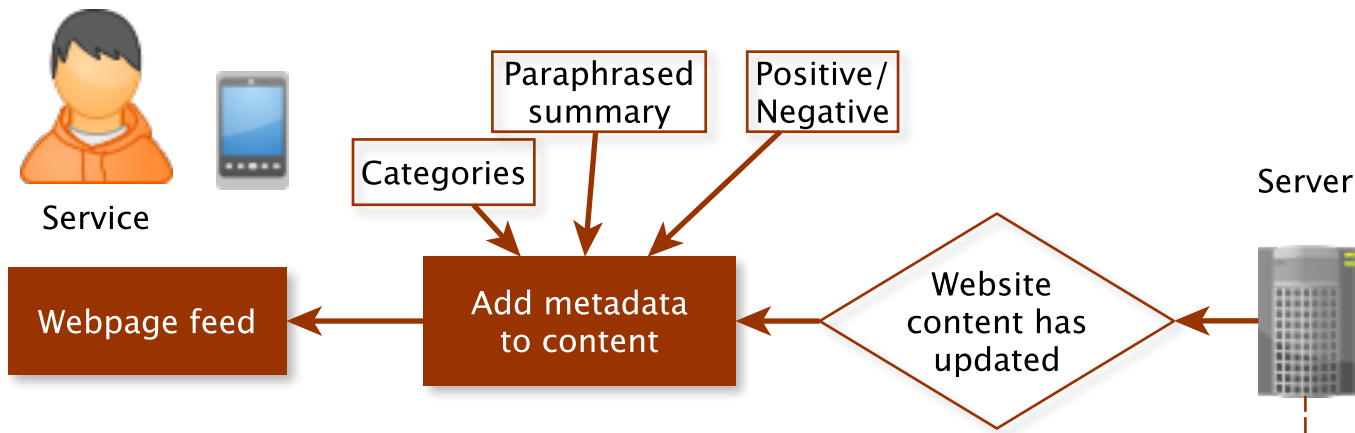 Paraphrased
summary
Positive/
Negative
Categories
Server
Service
Webpage feed
Add metadata
to content
Website
content has
updated